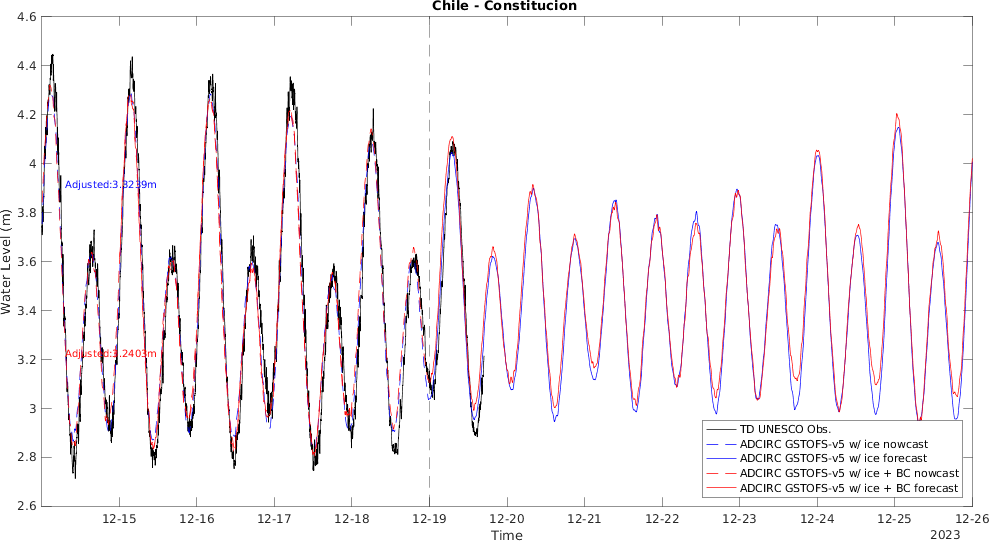 Chile - Constitucion
4.6
4.4
4.2
4
3.8
3.6
3.4
3.2
3
2.8
2.6
Water Level (m)
Adjusted:3.3239m
Adjusted:3.2403m
TD UNESCO Obs.
ADCIRC GSTOFS-v5 w/ ice nowcast
ADCIRC GSTOFS-v5 w/ ice forecast
ADCIRC GSTOFS-v5 w/ ice + BC nowcast
ADCIRC GSTOFS-v5 w/ ice + BC forecast
12-15 12-16 12-17 12-18 12-19 12-20 12-21 12-22 12-23 12-24 12-25 12-26
Time
2023